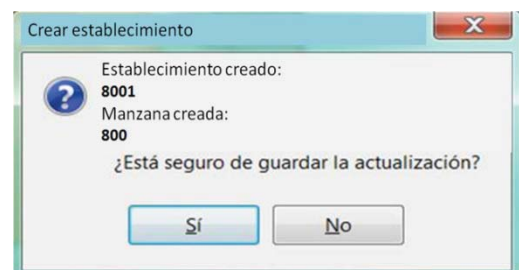 Crear establecimiento
Establecimiento creado:
8001
Manzana creada:
800
¿Está seguro de guardar la actualización?
Sí
No